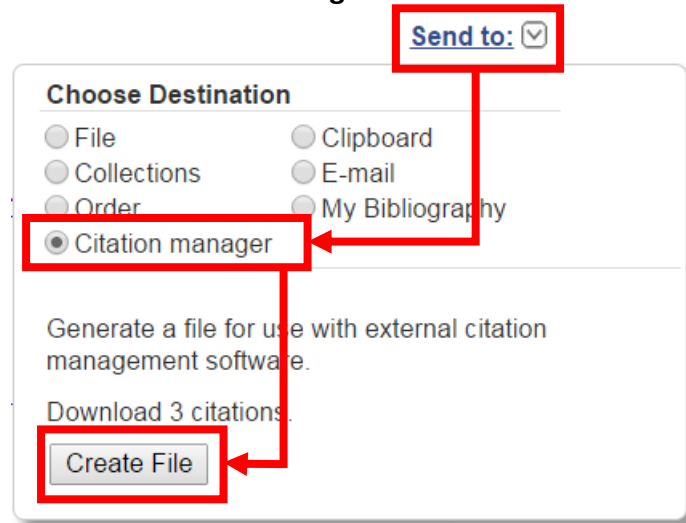 Send to:
Choose Destination
File Clipboard
Collections E-mail
Order My Bibliography
Citation manager
Generate a file for use with external citation
management software.
Download 3 citations.
Create File